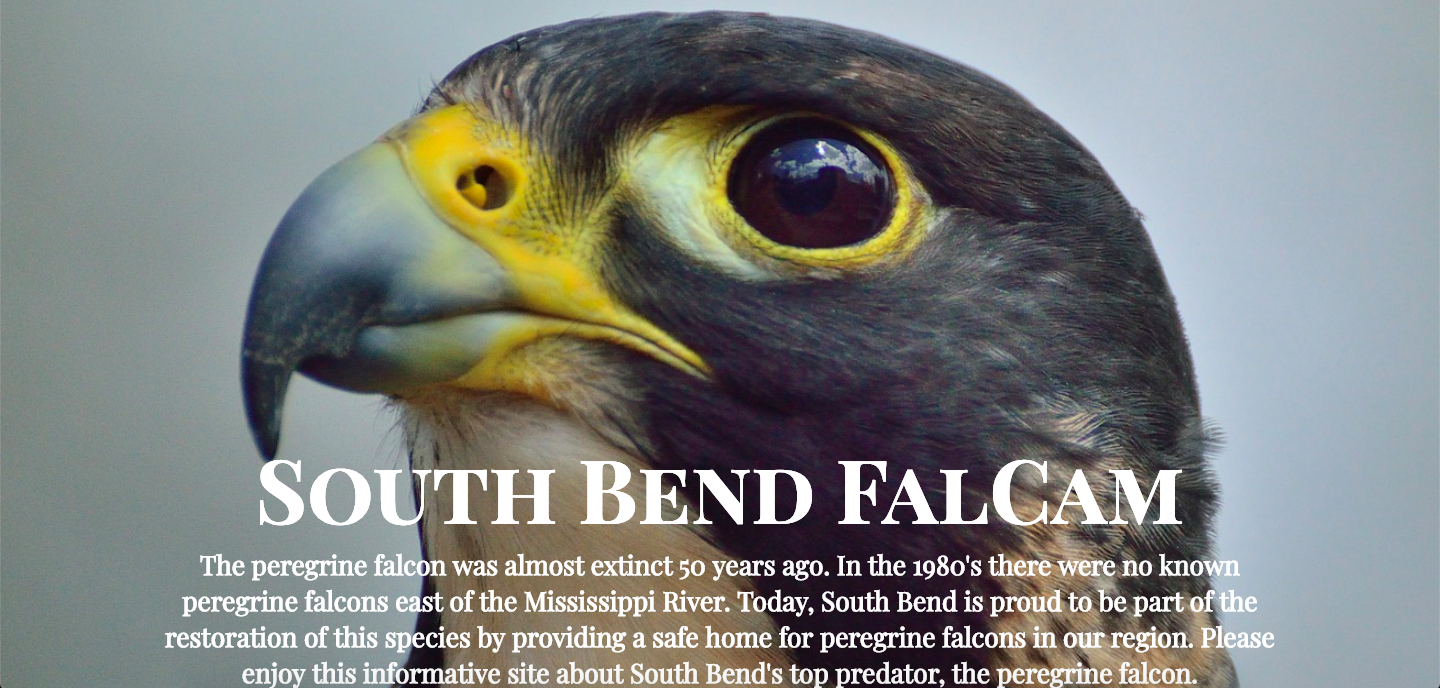 South Bend FalCam
The peregrine falcon was almost extinct 50 years ago. In the 1980's there were no known
peregrine falcons east of the Mississippi River. Today, South Bend is proud to be part of the
restoration of this species by providing a safe home for peregrine falcons in our region. Please
enjoy this informative site about South Bend's top predator, the peregrine falcon.